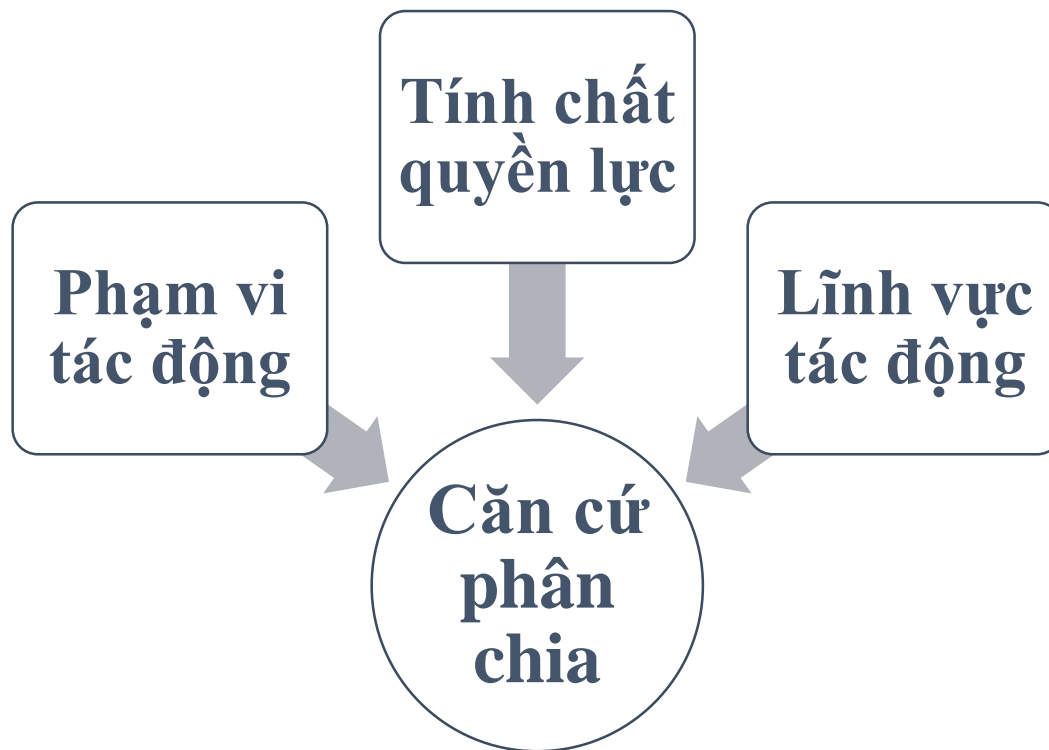 Tính chất
quyền lực
Phạm vi
tác động
Lĩnh vực
tác động
Căn cứ
phân
chia